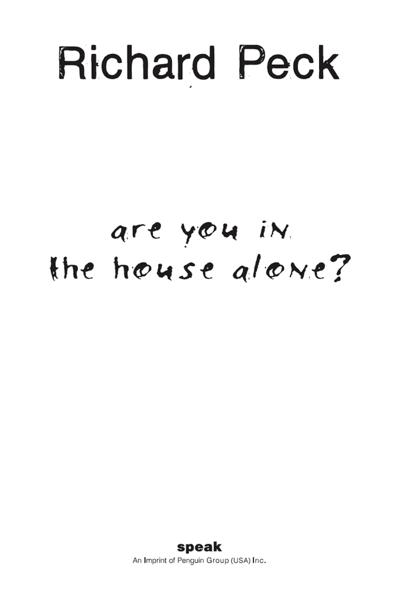 Richard Peck
are you in
the house alone?
speak
An Imprint of Penguin Group (USA) Inc.